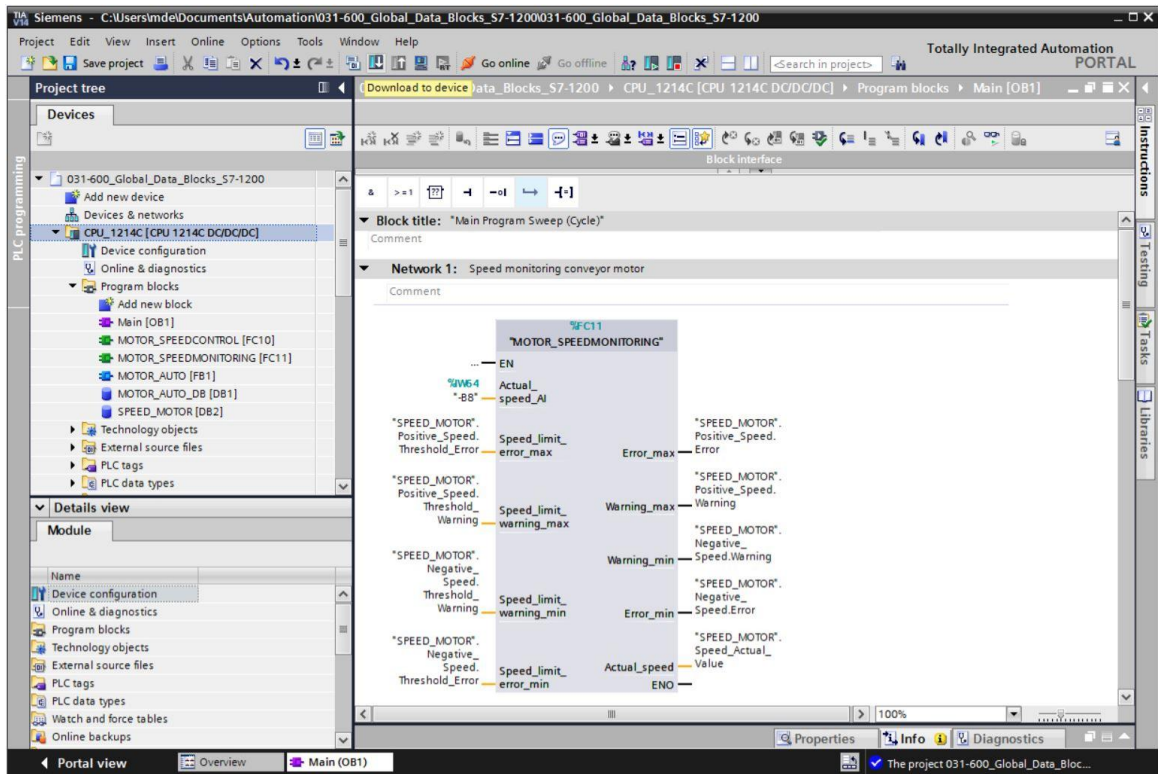 TIA V14 Siemens - C:\Users\mde\Documents\Automation\031-600_Global_Data_Blocks_S7-1200\031-600_Global_Data_Blocks_S7-1200
Project Edit View Insert Online Options Tools Window Help
Totally Integrated Automation
PORTAL
Save project Go online Go offline <Search in project>
Project tree
Download to device ata_Blocks_S7-1200 CPU_1214C [CPU 1214C DC/DC/DC] Program blocks Main [OB1]
Devices
Block interface
PLC programming
031-600_Global_Data_Blocks_S7-1200
Add new device
Devices & networks
CPU_1214C [CPU 1214C DC/DC/DC]
Device configuration
Online & diagnostics
Program blocks
Add new block
Main [OB1]
MOTOR_SPEEDCONTROL [FC10]
MOTOR_SPEEDMONITORING [FC11]
MOTOR_AUTO [FB1]
MOTOR_AUTO_DB [DB1]
SPEED_MOTOR [DB2]
Technology objects
External source files
PLC tags
PLC data types
Details view
Module
Name
Device configuration
Online & diagnostics
Program blocks
Technology objects
External source files
PLC tags
PLC data types
Watch and force tables
Online backups
& >=1 ?? -o| -[=]
Block title: "Main Program Sweep (Cycle)"
Comment
Network 1: Speed monitoring conveyor motor
Comment
%FC11
"MOTOR_SPEEDMONITORING"
... EN
%IW64
"-B8"
Actual_
speed_AI
"SPEED_MOTOR".
Positive_Speed.
Threshold_Error
Speed_limit_
error_max
"SPEED_MOTOR".
Positive_Speed.
Threshold_
Warning
Speed_limit_
warning_max
"SPEED_MOTOR".
Negative_
Speed.
Threshold_
Warning
Speed_limit_
warning_min
"SPEED_MOTOR".
Negative_
Speed.
Threshold_Error
Speed_limit_
error_min
Error_max
"SPEED_MOTOR".
Positive_Speed.
Error
Warning_max
"SPEED_MOTOR".
Positive_Speed.
Warning
Warning_min
"SPEED_MOTOR".
Negative_
Speed.Warning
Error_min
"SPEED_MOTOR".
Negative_
Speed.Error
Actual_speed
"SPEED_MOTOR".
Speed_Actual_
Value
ENO
100%
Properties Info Diagnostics
Instructions
Testing
Tasks
Libraries
Portal view Overview Main (OB1) The project 031-600_Global_Data_Bloc...